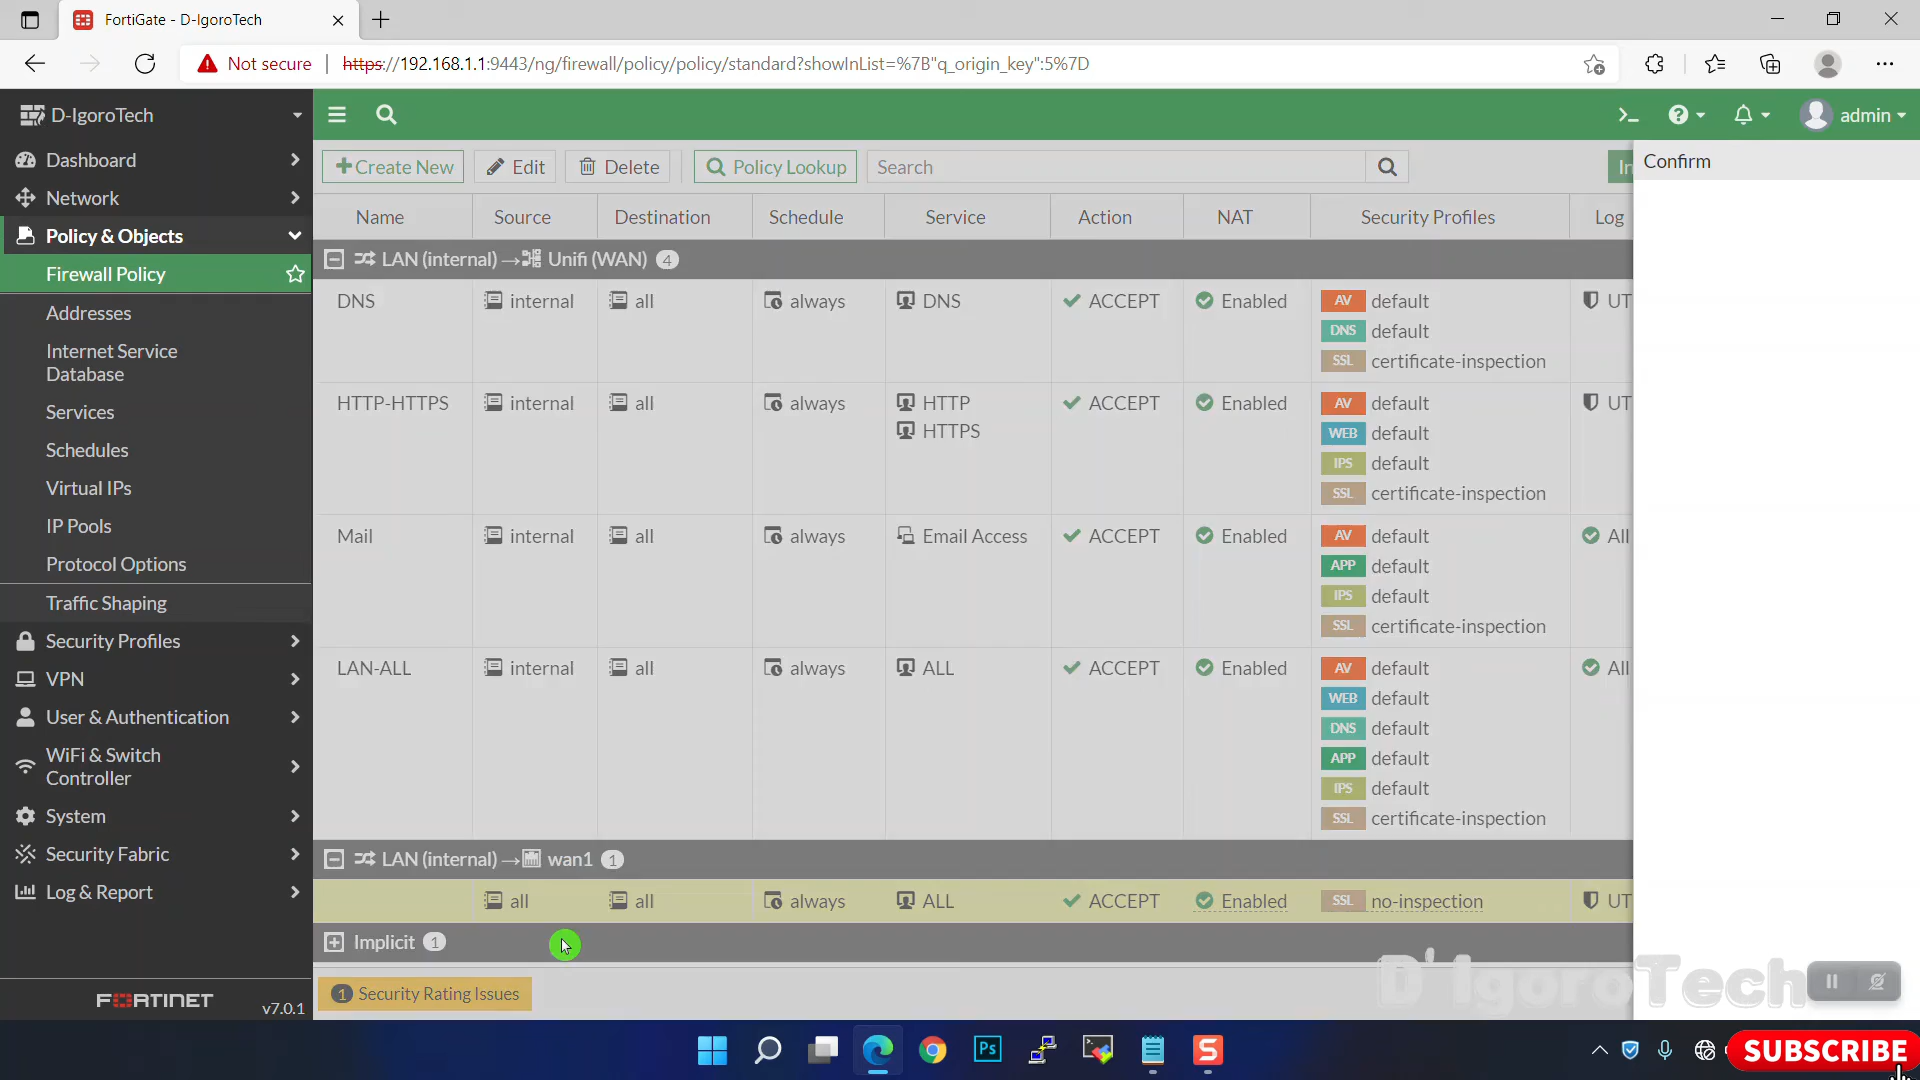 FortiGate - D-IgoroTech
Not secure
https://192.168.1.1:9443/ng/firewall/policy/policy/standard?showInList=%7B"q_origin_key":5%7D
D-IgoroTech
admin
Dashboard
Network
Policy & Objects
Firewall Policy
Addresses
Internet Service
Database
Services
Schedules
Virtual IPs
IP Pools
Protocol Options
Traffic Shaping
Security Profiles
VPN
User & Authentication
WiFi & Switch
Controller
System
Security Fabric
Log & Report
FORTINET
v7.0.1
Create New Edit Delete Policy Lookup Search
Confirm
Name Source Destination Schedule Service Action NAT Security Profiles Log
LAN (internal) → Unifi (WAN) 4
DNS internal all always DNS ACCEPT Enabled AV default UT
DNS default
SSL certificate-inspection
HTTP-HTTPS internal all always HTTP ACCEPT Enabled AV default UT
HTTPS WEB default
IPS default
SSL certificate-inspection
Mail internal all always Email Access ACCEPT Enabled AV default All
APP default
IPS default
SSL certificate-inspection
LAN-ALL internal all always ALL ACCEPT Enabled AV default All
WEB default
DNS default
APP default
IPS default
SSL certificate-inspection
LAN (internal) → wan1 1
all all always ALL ACCEPT Enabled SSL no-inspection UT
Implicit 1
1 Security Rating Issues
D'IgoroTech
Ps
S
SUBSCRIBE